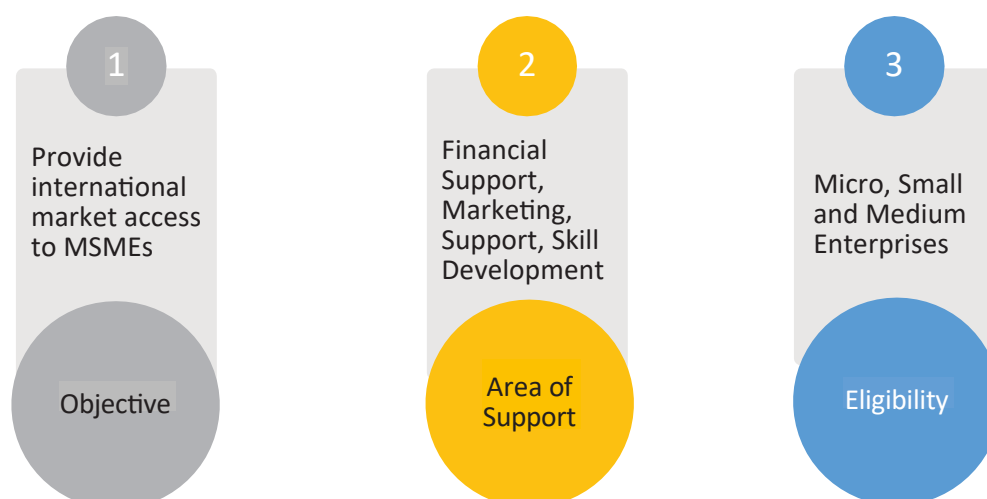 1
Provide
international
market access
to MSMEs
Objective
2
Financial
Support,
Marketing,
Support, Skill
Development
Area of
Support
3
Micro, Small
and Medium
Enterprises
Eligibility